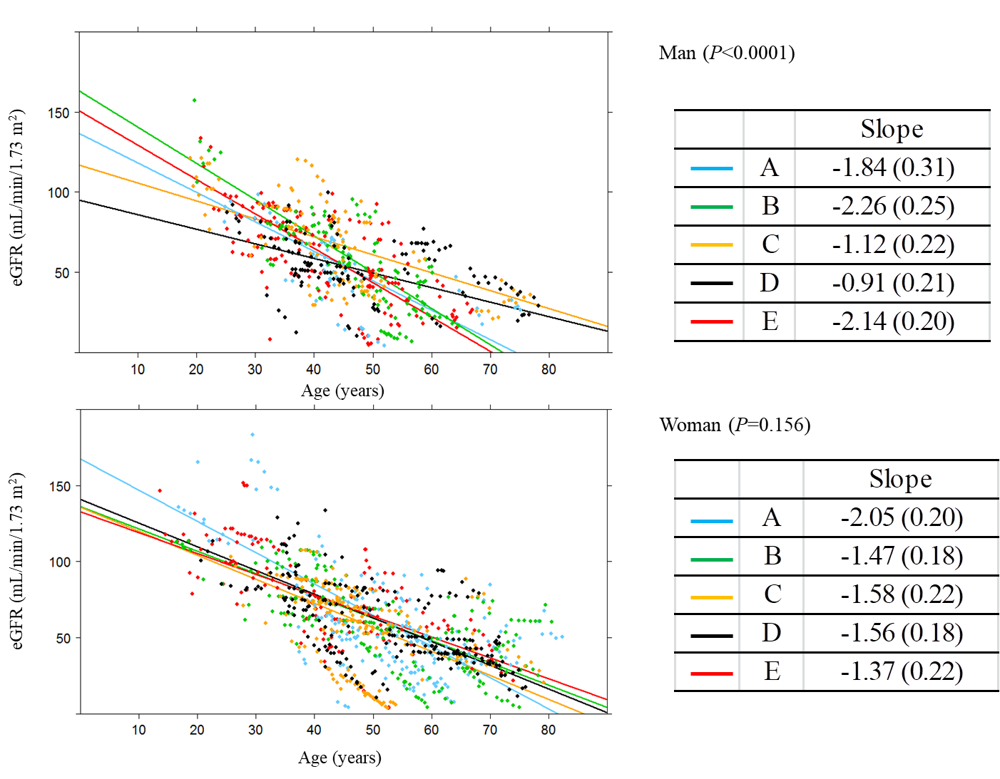 150
100
50
eGFR (mL/min/1.73 m²)
10 20 30 40 50 60 70 80
Age (years)
Man (P<0.0001)
Slope
A -1.84 (0.31)
B -2.26 (0.25)
C -1.12 (0.22)
D -0.91 (0.21)
E -2.14 (0.20)
150
100
50
eGFR (mL/min/1.73 m²)
10 20 30 40 50 60 70 80
Age (years)
Woman (P=0.156)
Slope
A -2.05 (0.20)
B -1.47 (0.18)
C -1.58 (0.22)
D -1.56 (0.18)
E -1.37 (0.22)